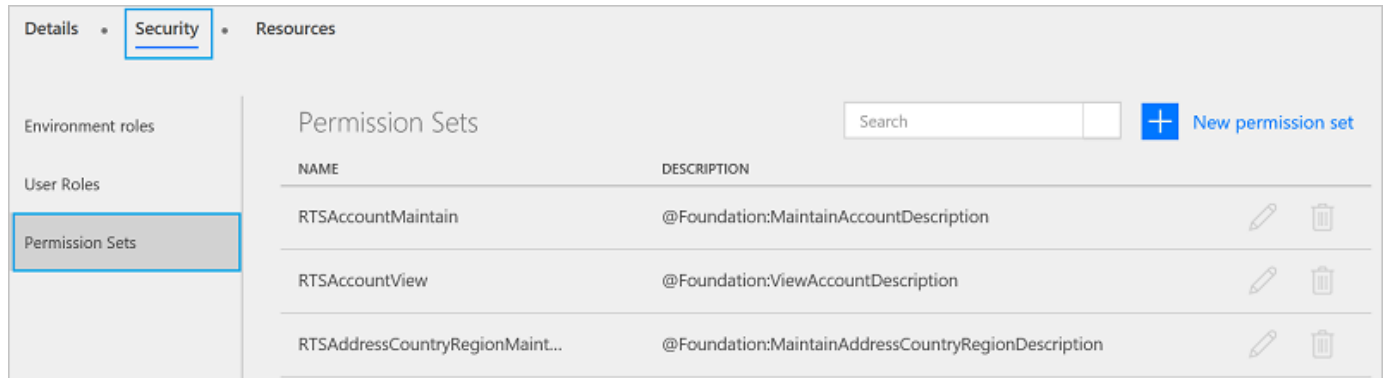 Details • Security • Resources
Environment roles
User Roles
Permission Sets
Permission Sets
Search
New permission set
NAME DESCRIPTION
RTSAccountMaintain @Foundation:MaintainAccountDescription
RTSAccountView @Foundation:ViewAccountDescription
RTSAddressCountryRegionMaint... @Foundation:MaintainAddressCountryRegionDescription